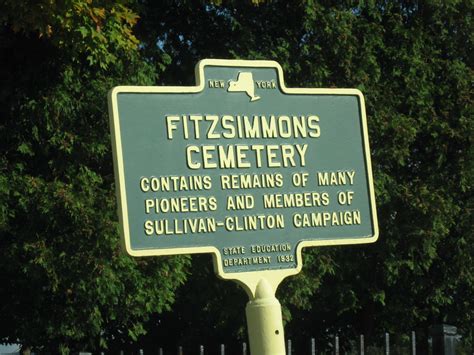 NEW YORK
FITZSIMMONS
CEMETERY
CONTAINS REMAINS OF MANY
PIONEERS AND MEMBERS OF
SULLIVAN-CLINTON CAMPAIGN
STATE EDUCATION
DEPARTMENT 1932